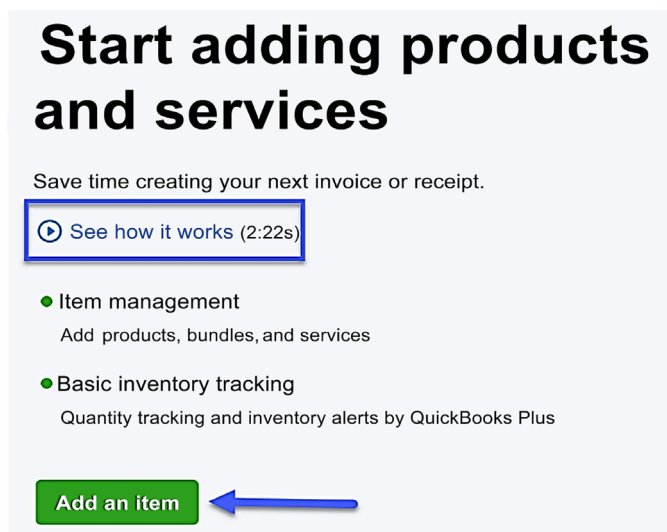 Start adding products
and services
Save time creating your next invoice or receipt.
See how it works (2:22s)
Item management
Add products, bundles, and services
Basic inventory tracking
Quantity tracking and inventory alerts by QuickBooks Plus
Add an item